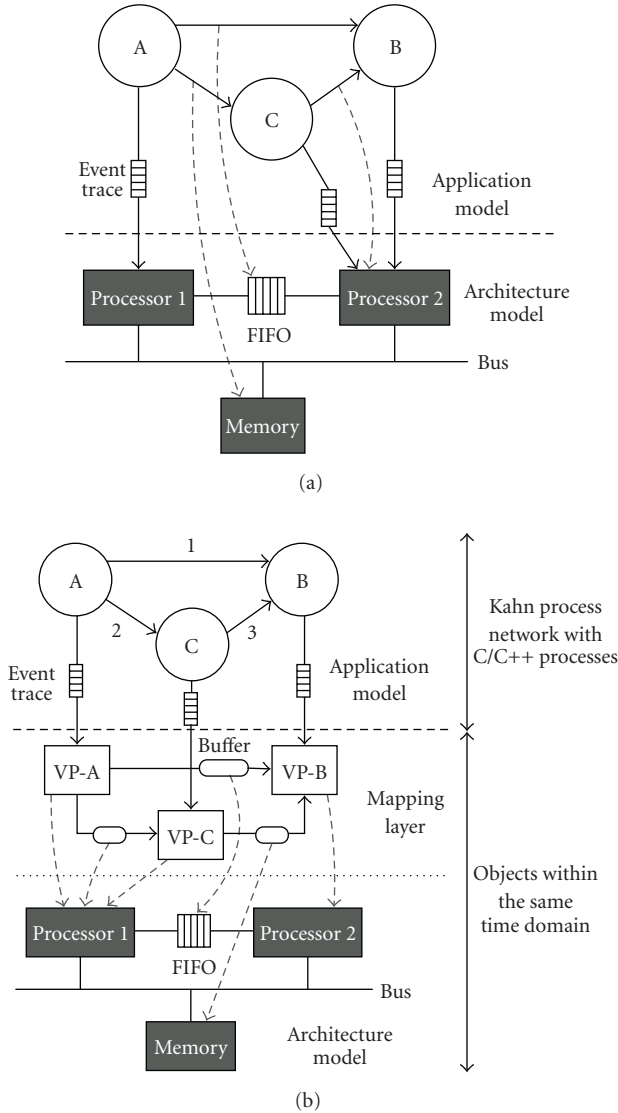 A
B
C
Event
trace
Application
model
Processor 1
Processor 2
Architecture
model
FIFO
Bus
Memory
(a)
1
A
B
2
C
3
Kahn process
network with
C/C++ processes
Event
trace
Application
model
Buffer
VP-A
VP-B
VP-C
Mapping
layer
Objects within
the same
time domain
Processor 1
Processor 2
FIFO
Bus
Memory
Architecture
model
(b)